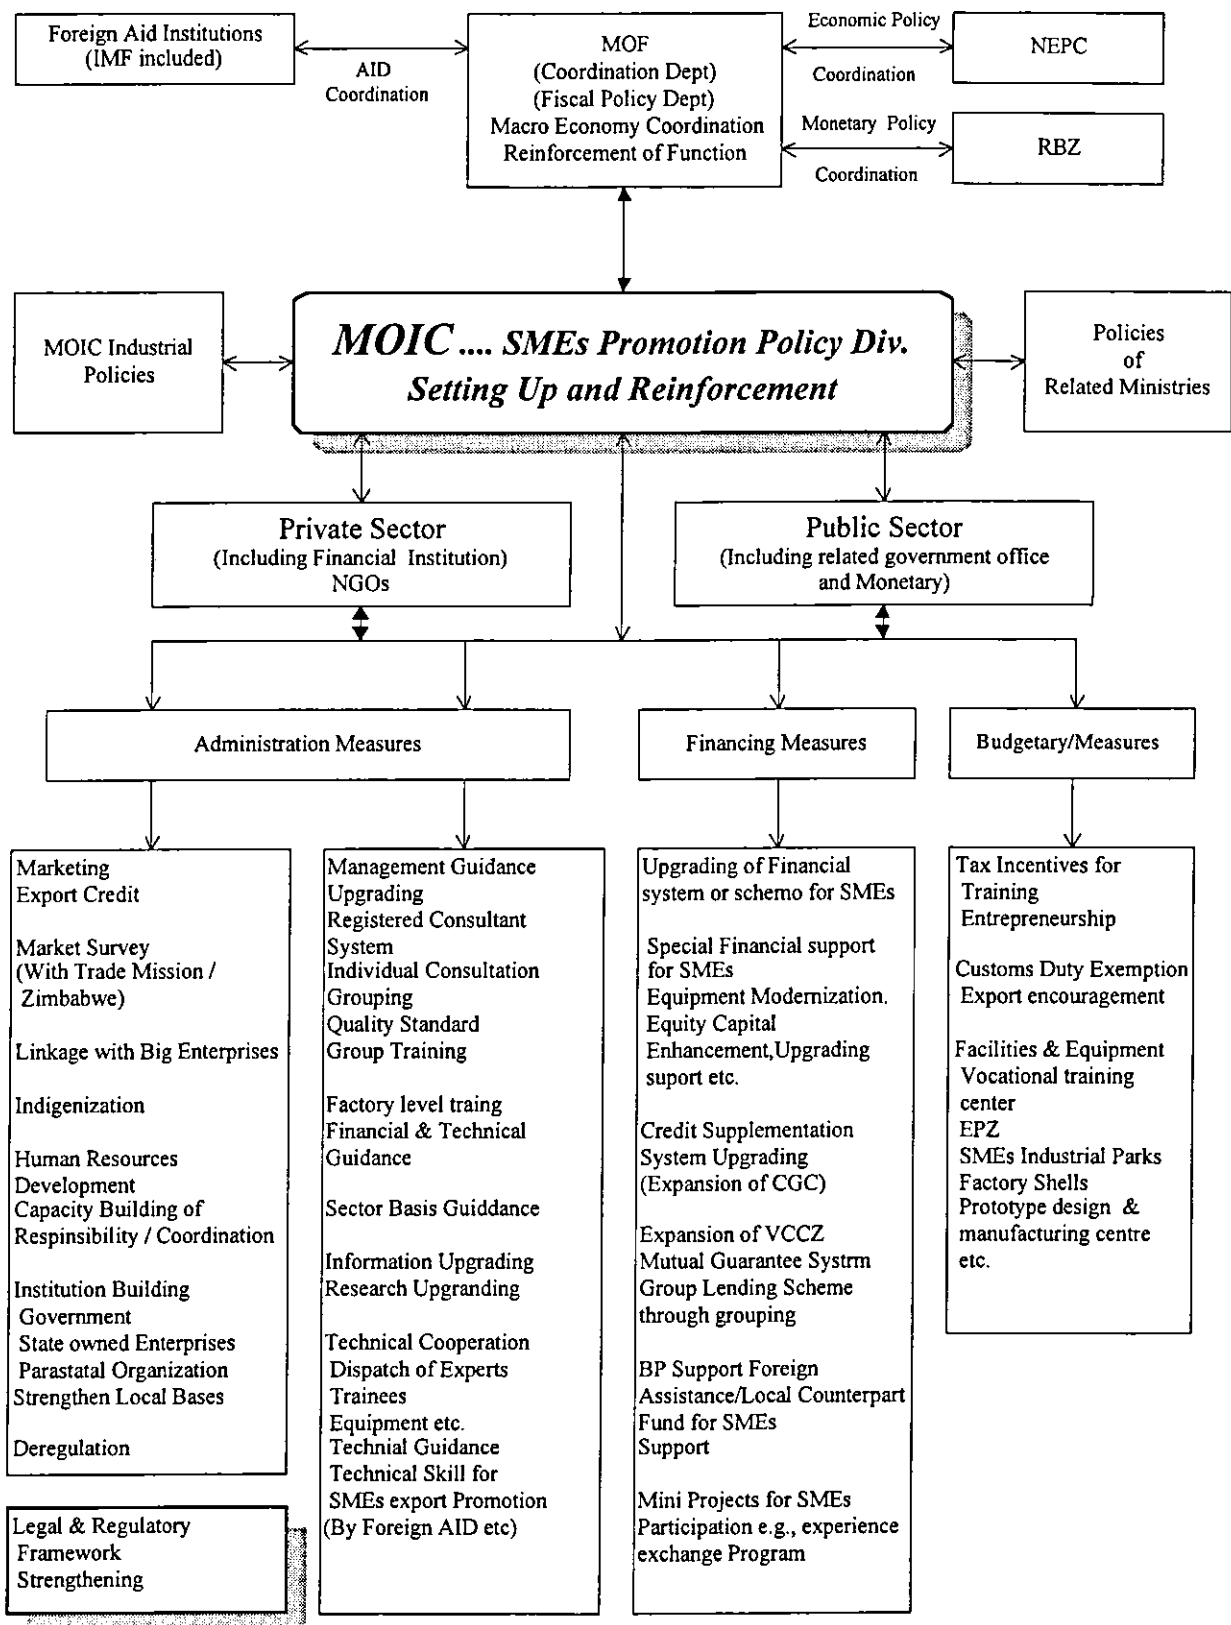 Foreign Aid Institutions
(IMF included)
AID
Coordination
MOF
(Coordination Dept)
(Fiscal Policy Dept)
Macro Economy Coordination
Reinforcement of Function
Economic Policy
Coordination
NEPC
Monetary Policy
Coordination
RBZ
MOIC Industrial
Policies
MOIC .... SMEs Promotion Policy Div.
Setting Up and Reinforcement
Policies
of
Related Ministries
Private Sector
(Including Financial Institution)
NGOs
Public Sector
(Including related government office
and Monetary)
Administration Measures
Financing Measures
Budgetary/Measures
Marketing
Export Credit
Market Survey
(With Trade Mission /
Zimbabwe)
Linkage with Big Enterprises
Indigenization
Human Resources
Development
Capacity Building of
Respinsibility / Coordination
Institution Building
Government
State owned Enterprises
Parastatal Organization
Strengthen Local Bases
Deregulation
Legal & Regulatory
Framework
Strengthening
Management Guidance
Upgrading
Registered Consultant
System
Individual Consultation
Grouping
Quality Standard
Group Training
Factory level traing
Financial & Technical
Guidance
Sector Basis Guiddance
Information Upgrading
Research Upgranding
Technical Cooperation
Dispatch of Experts
Trainees
Equipment etc.
Technial Guidance
Technical Skill for
SMEs export Promotion
(By Foreign AID etc)
Upgrading of Financial
system or schemo for SMEs
Special Financial support
for SMEs
Equipment Modernization.
Equity Capital
Enhancement,Upgrading
suport etc.
Credit Supplementation
System Upgrading
(Expansion of CGC)
Expansion of VCCZ
Mutual Guarantee Systrm
Group Lending Scheme
through grouping
BP Support Foreign
Assistance/Local Counterpart
Fund for SMEs
Support
Mini Projects for SMEs
Participation e.g., experience
exchange Program
Tax Incentives for
Training
Entrepreneurship
Customs Duty Exemption
Export encouragement
Facilities & Equipment
Vocational training
center
EPZ
SMEs Industrial Parks
Factory Shells
Prototype design &
manufacturing centre
etc.